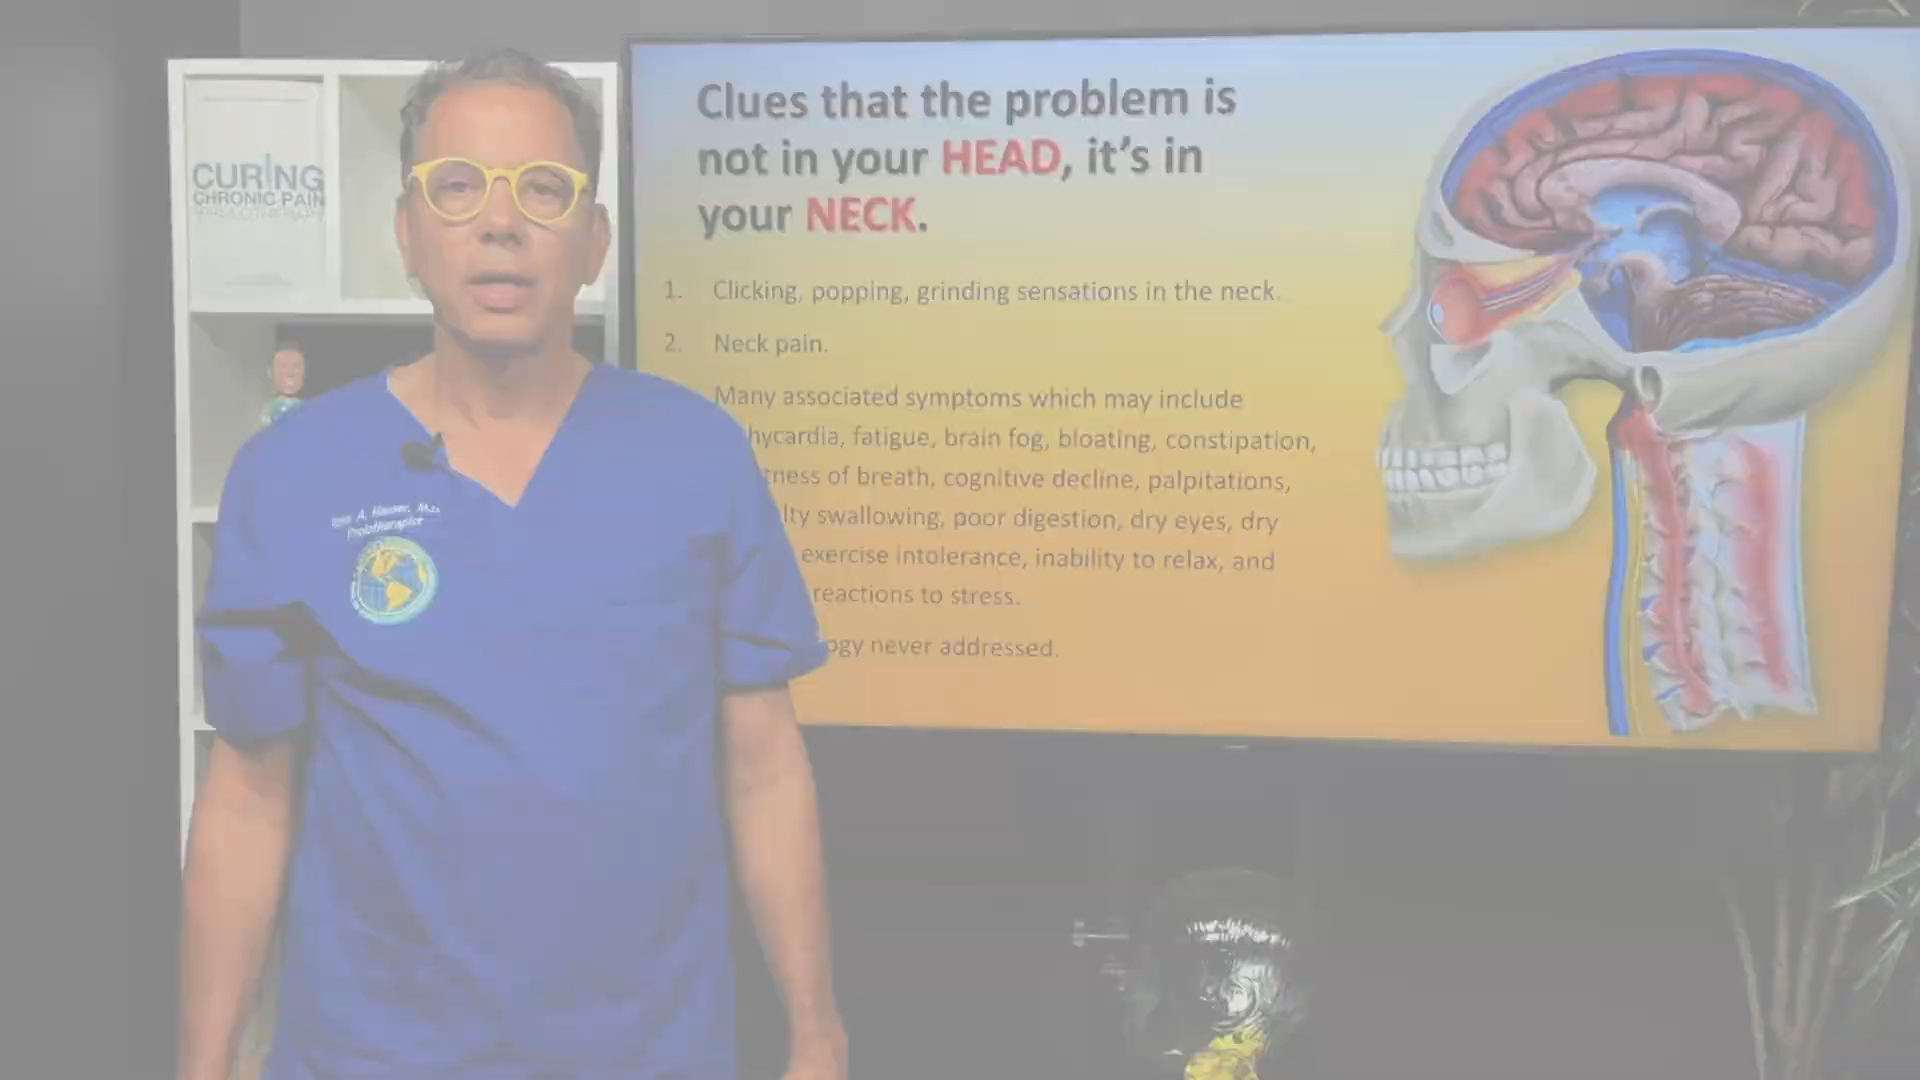 CURING
CHRONIC PAIN
PROLOTHERAPY
A. Hauser, M.D.
Prolotherapist
Clues that the problem is
not in your HEAD, it's in
your NECK.
1. Clicking, popping, grinding sensations in the neck.
2. Neck pain.
Many associated symptoms which may include
hycardia, fatigue, brain fog, bloating, constipation,
tness of breath, cognitive decline, palpitations,
lty swallowing, poor digestion, dry eyes, dry
exercise intolerance, inability to relax, and
reactions to stress.
ogy never addressed.